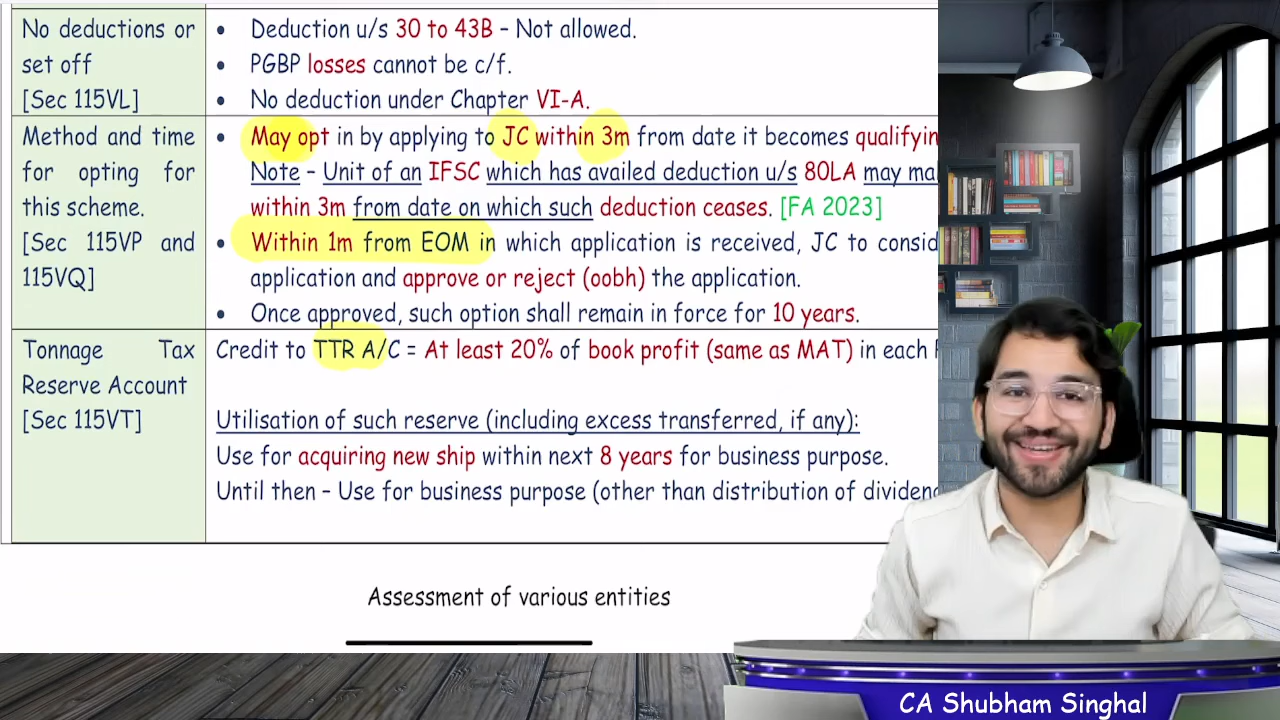 No deductions or
set off
[Sec 115VL]
• Deduction u/s 30 to 43B – Not allowed.
• PGBP losses cannot be c/f.
• No deduction under Chapter VI-A.
Method and time
for opting for
this scheme.
[Sec 115VP and
115VQ]
• May opt in by applying to JC within 3m from date it becomes qualifyin
Note – Unit of an IFSC which has availed deduction u/s 80LA may ma
within 3m from date on which such deduction ceases. [FA 2023]
• Within 1m from EOM in which application is received, JC to consid
application and approve or reject (oobh) the application.
• Once approved, such option shall remain in force for 10 years.
Tonnage Tax
Reserve Account
[Sec 115VT]
Credit to TTR A/C = At least 20% of book profit (same as MAT) in each
Utilisation of such reserve (including excess transferred, if any):
Use for acquiring new ship within next 8 years for business purpose.
Until then – Use for business purpose (other than distribution of dividend
Assessment of various entities
CA Shubham Singhal